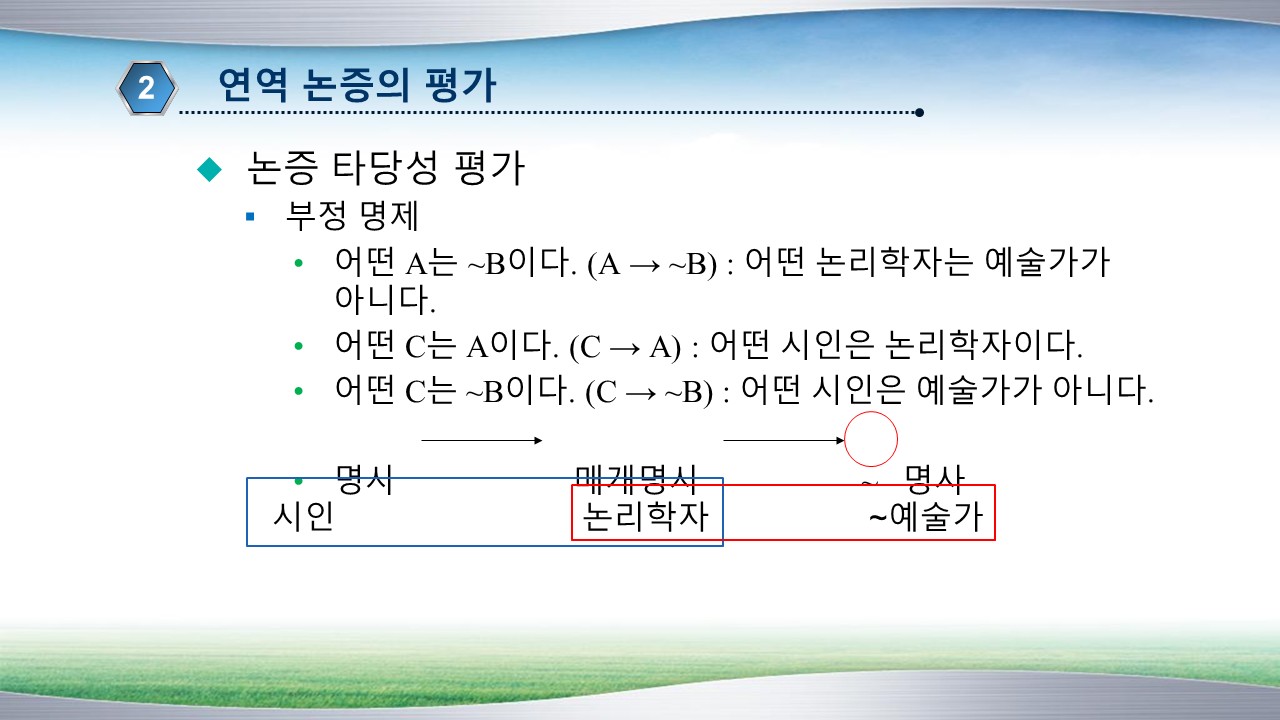 2 연역 논증의 평가
◆ 논증 타당성 평가
▪ 부정 명제
• 어떤 A는 ~B이다. (A → ~B) : 어떤 논리학자는 예술가가
아니다.
• 어떤 C는 A이다. (C → A) : 어떤 시인은 논리학자이다.
• 어떤 C는 ~B이다. (C → ~B) : 어떤 시인은 예술가가 아니다.
• 명사 매개명사 ~ 명사
시인 논리학자 ~예술가